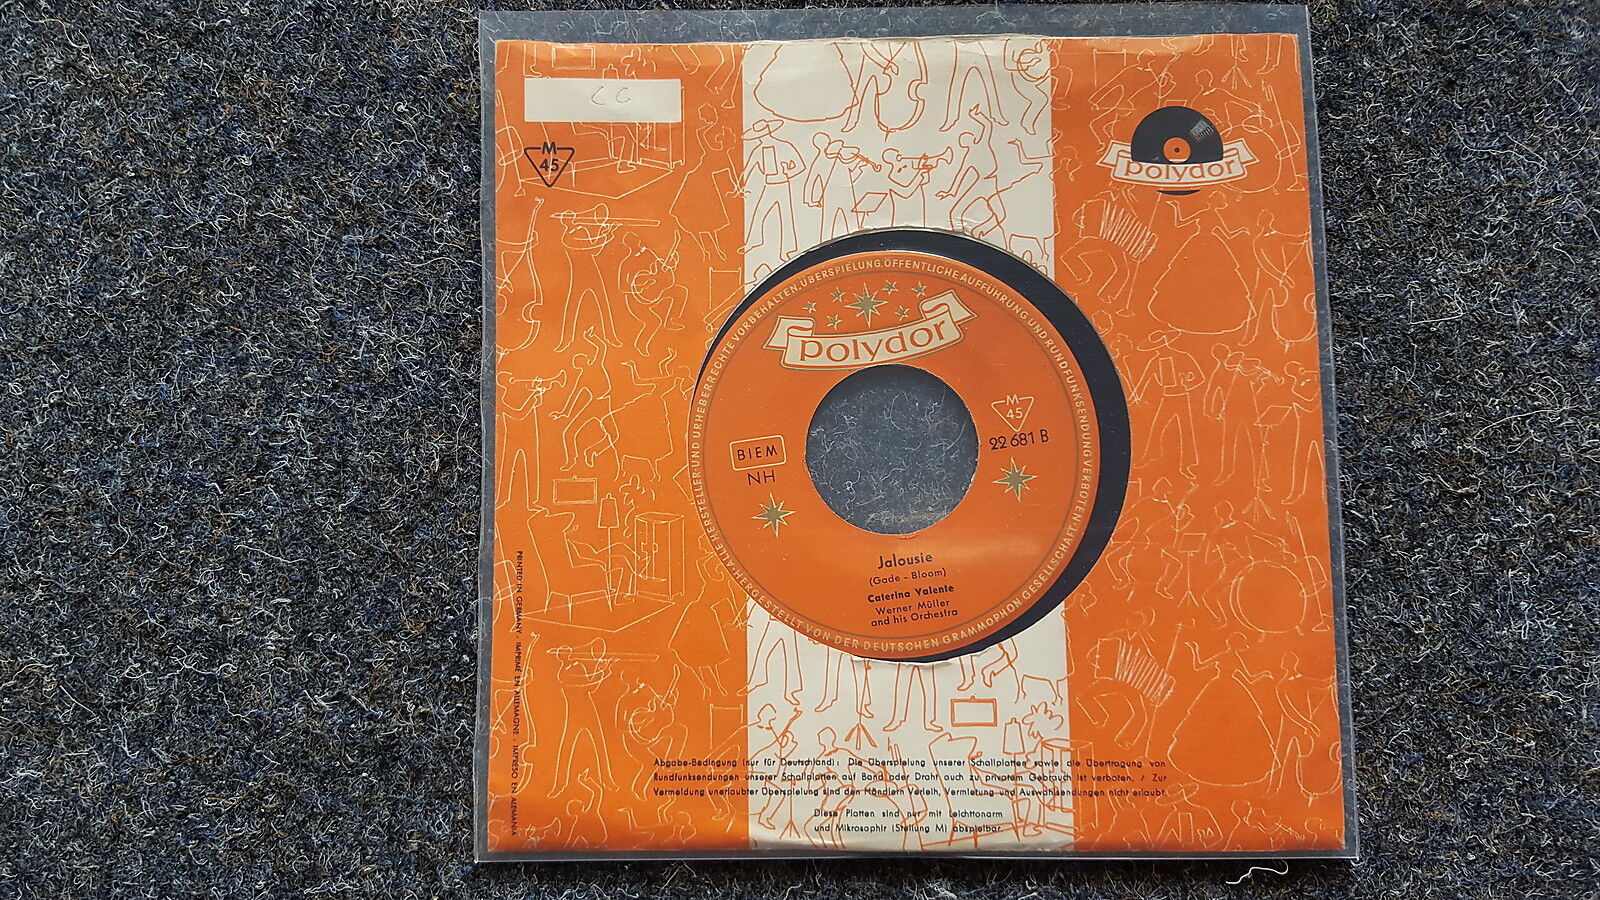 CC
M
45
polydor
ALLE HERSTELLER- UND URHEBERRECHTE VORBEHALTEN. ÜBERSPIELUNG, ÖFFENTLICHE AUFFÜHRUNG UND RUNDFUNKSENDUNG VERBOTEN · HERGESTELLT VON DER DEUTSCHEN GRAMMOPHON GESELLSCHAFT ·
polydor
M
45
22 681 B
BIEM
NH
Jalousie
(Gade - Bloom)
Caterina Valente
Werner Müller
and his Orchestra
PRINTED IN GERMANY · IMPRIMÉ EN ALLEMAGNE · IMPRESO EN ALEMANIA
Abgabe-Bedingung (nur für Deutschland): Die Überspielung unserer Schallplatten sowie die Übertragung von
Rundfunksendungen unserer Schallplatten auf Band oder Draht auch zu privatem Gebrauch ist verboten. / Zur
Vermeidung unerlaubter Überspielung sind den Händlern Verleih, Vermietung und Auswahlsendungen nicht erlaubt.
Diese Platten sind nur mit Leichttonarm
und Mikrosaphir (Stellung M) abspielbar.